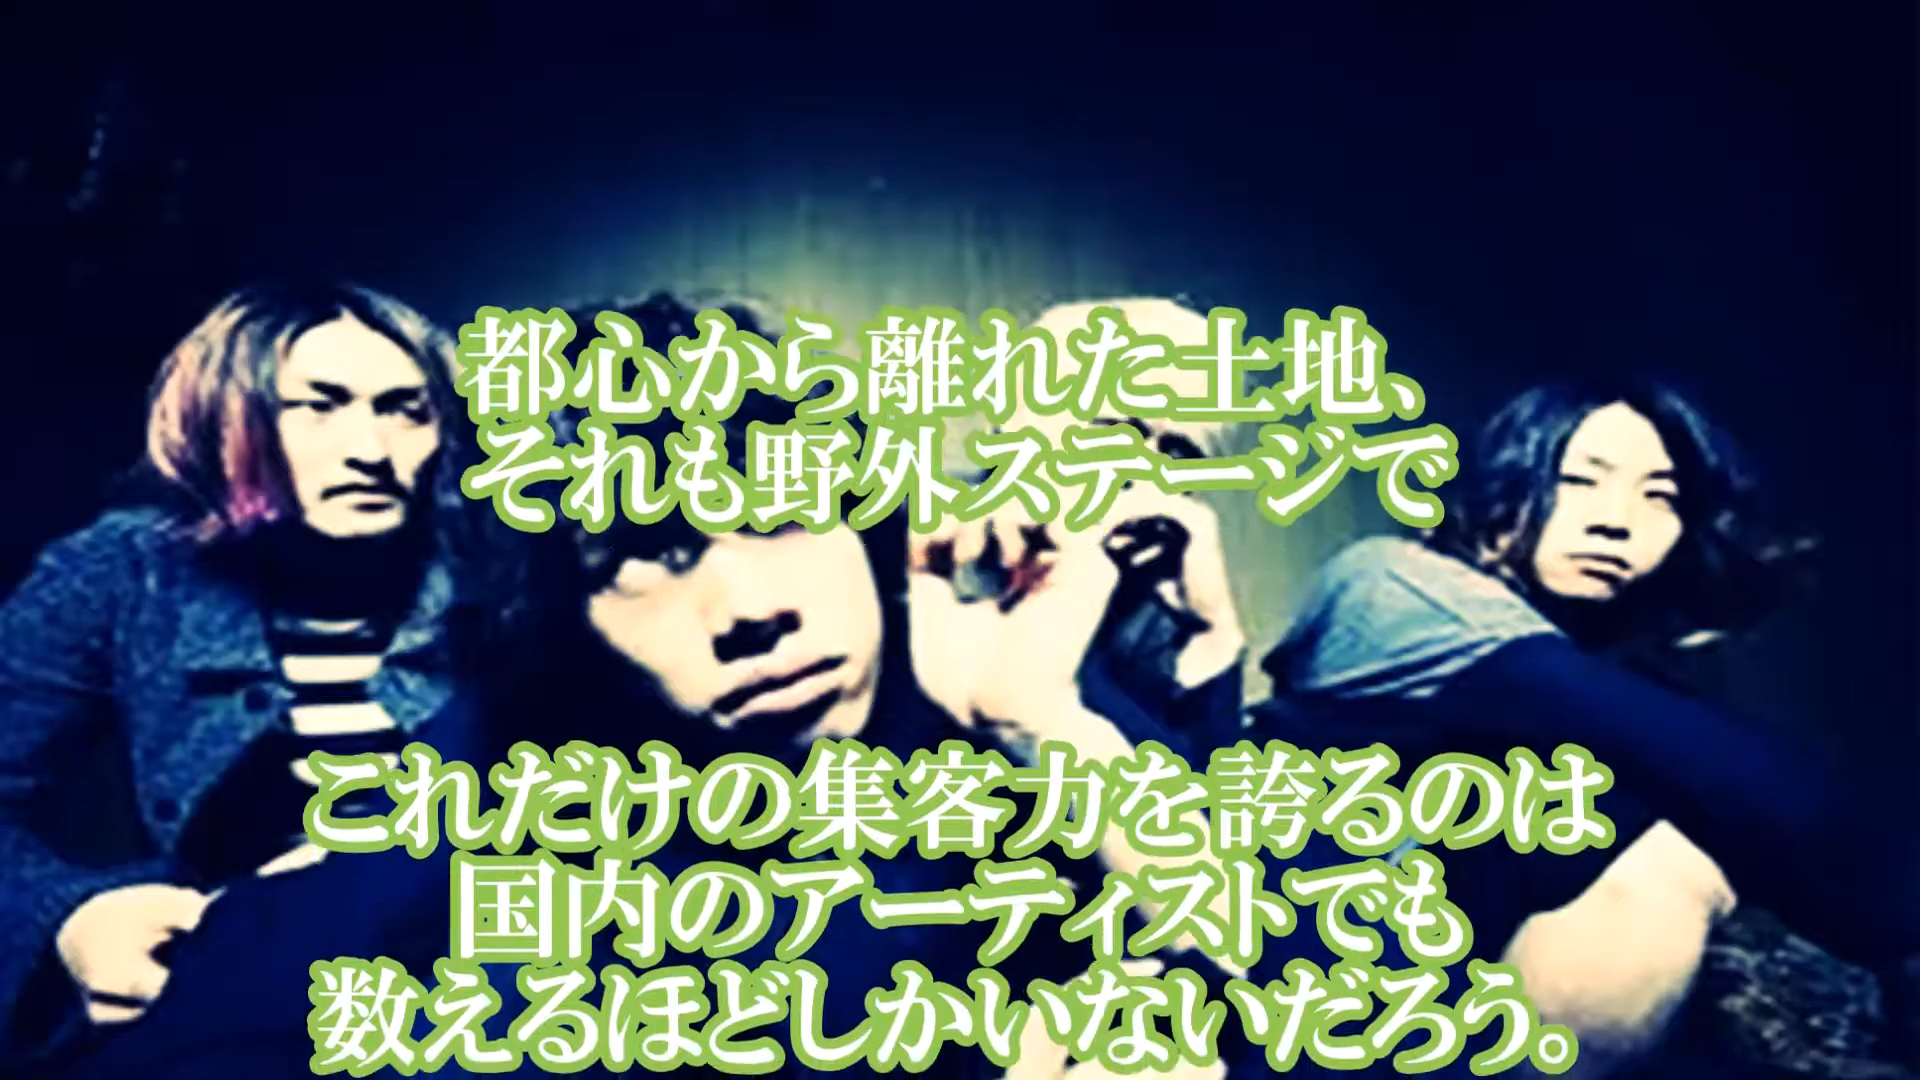 都心から離れた土地、
それも野外ステージで
これだけの集客力を誇るのは
国内のアーティストでも
数えるほどしかいないだろう。